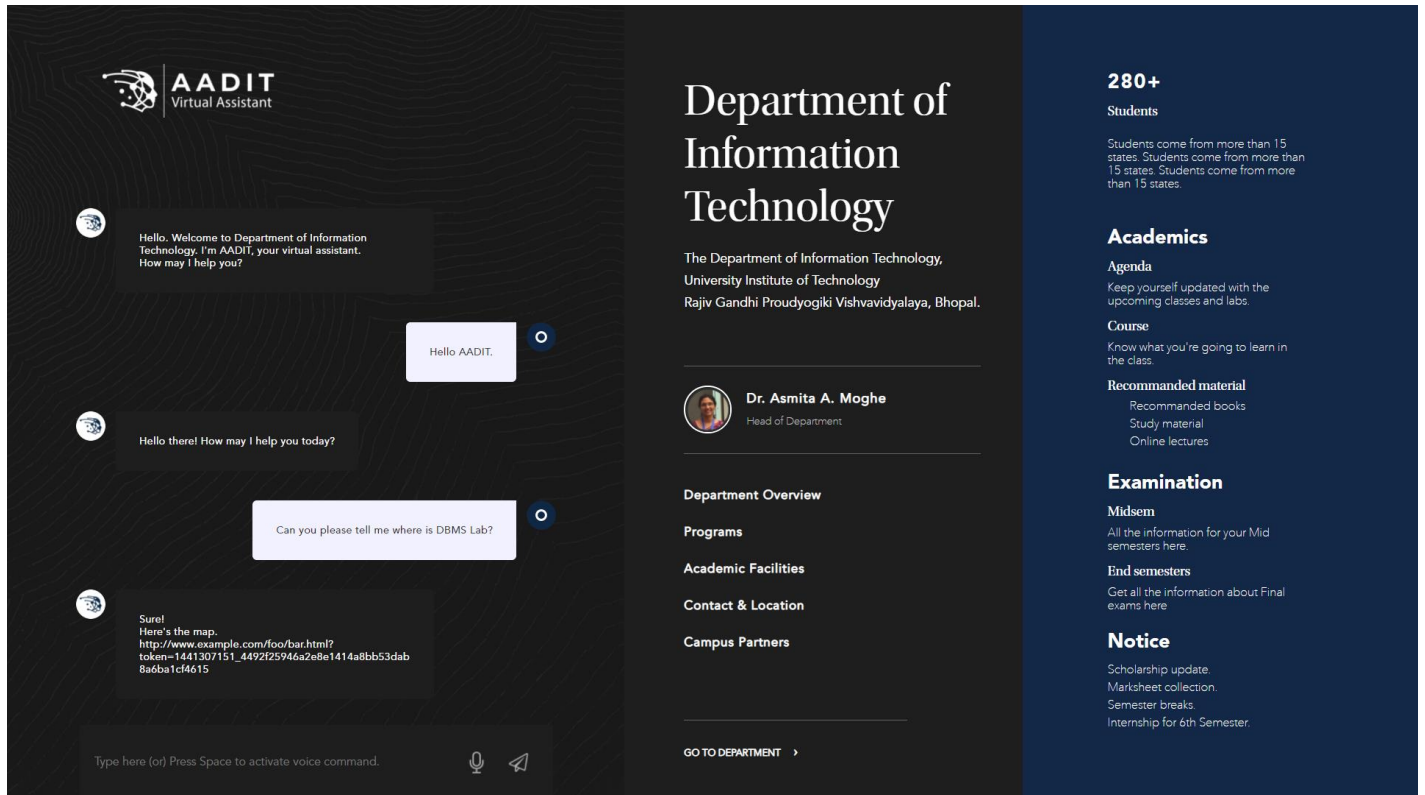 AADIT
Virtual Assistant
Hello. Welcome to Department of Information
Technology. I'm AADIT, your virtual assistant.
How may I help you?
Hello AADIT.
Hello there! How may I help you today?
Can you please tell me where is DBMS Lab?
Sure!
Here's the map.
http://www.example.com/foo/bar.html?
token=1441307151_4492f25946a2e8e1414a8bb53dab
8a6ba1cf4615
Type here (or) Press Space to activate voice command.
Department of
Information
Technology
The Department of Information Technology,
University Institute of Technology
Rajiv Gandhi Proudyogiki Vishvavidyalaya, Bhopal.
Dr. Asmita A. Moghe
Head of Department
Department Overview
Programs
Academic Facilities
Contact & Location
Campus Partners
GO TO DEPARTMENT >
280+
Students
Students come from more than 15
states. Students come from more than
15 states. Students come from more
than 15 states.
Academics
Agenda
Keep yourself updated with the
upcoming classes and labs.
Course
Know what you're going to learn in
the class.
Recommanded material
Recommanded books
Study material
Online lectures
Examination
Midsem
All the information for your Mid
semesters here.
End semesters
Get all the information about Final
exams here
Notice
Scholarship update.
Marksheet collection.
Semester breaks.
Internship for 6th Semester.